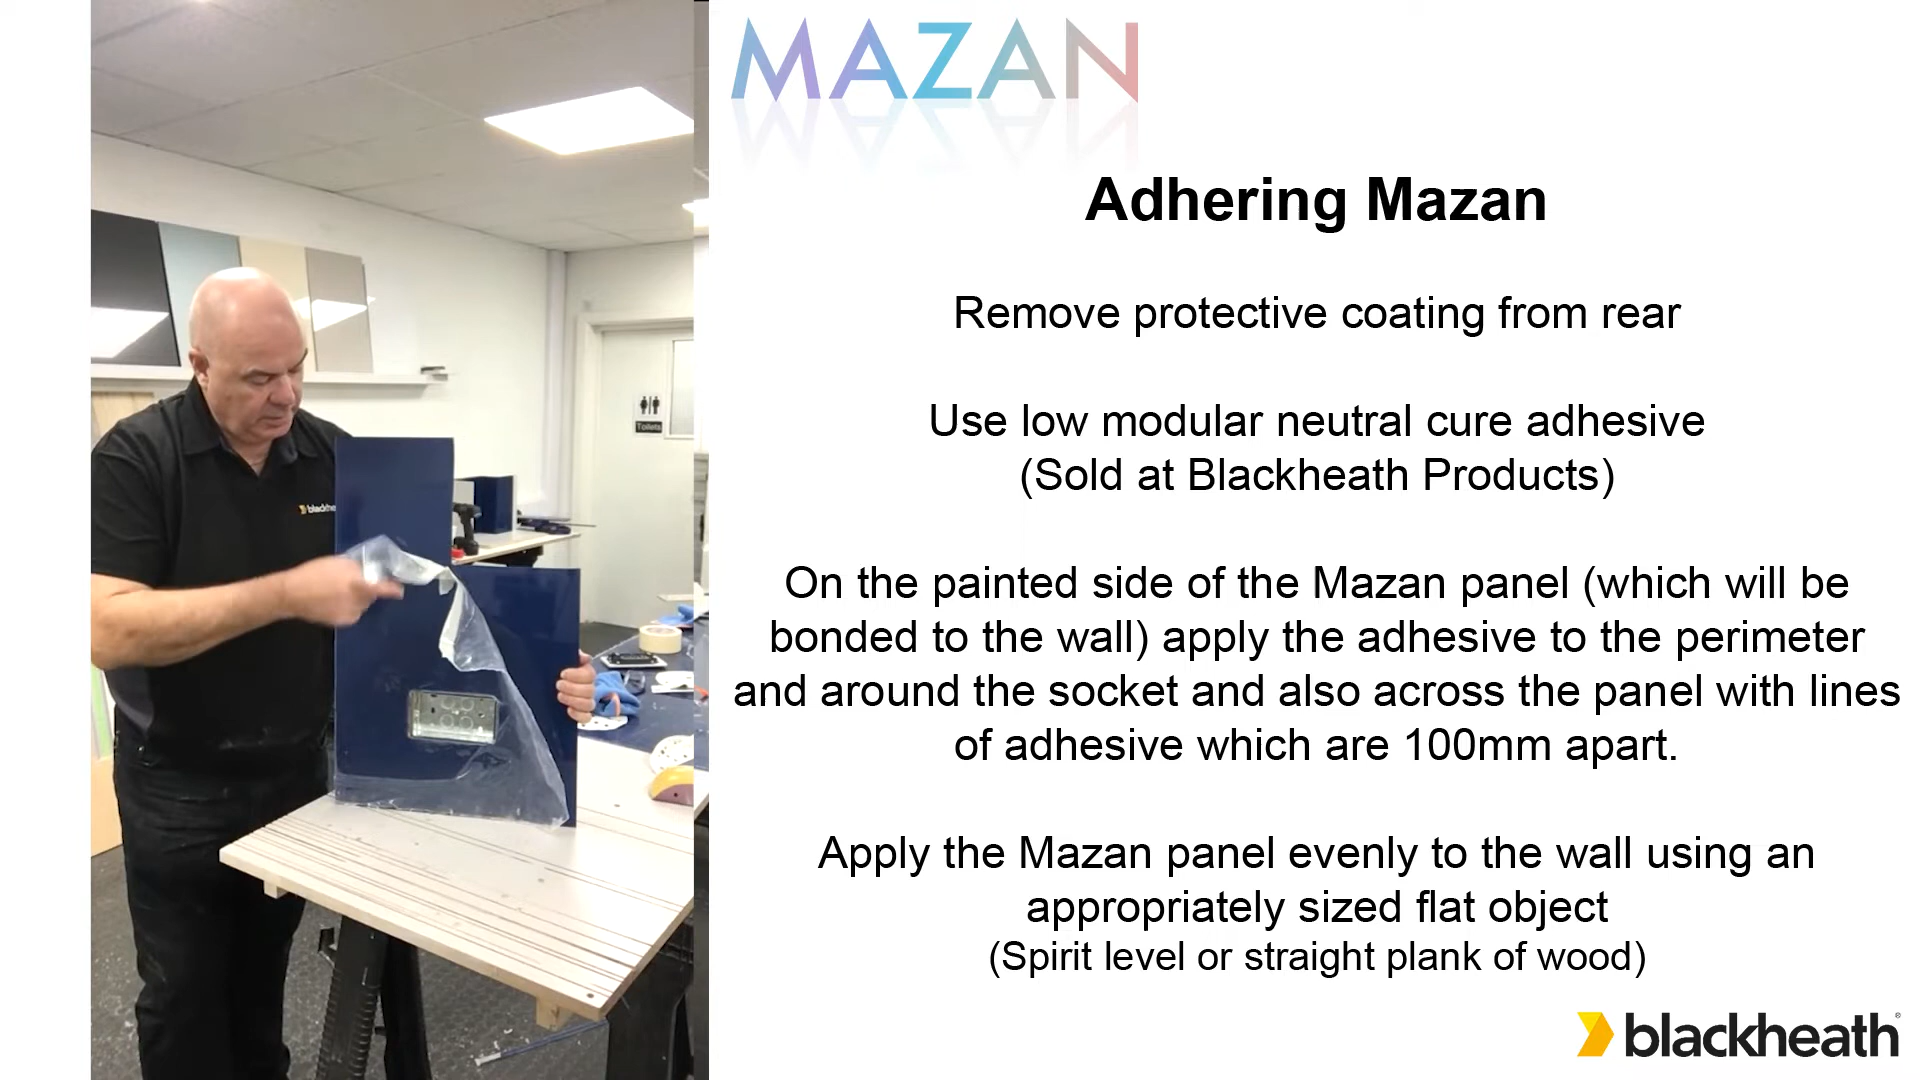 MAZAN
Adhering Mazan
Remove protective coating from rear
Use low modular neutral cure adhesive
(Sold at Blackheath Products)
On the painted side of the Mazan panel (which will be
bonded to the wall) apply the adhesive to the perimeter
and around the socket and also across the panel with lines
of adhesive which are 100mm apart.
Apply the Mazan panel evenly to the wall using an
appropriately sized flat object
(Spirit level or straight plank of wood)
blackheath®
Toilets
blackhe